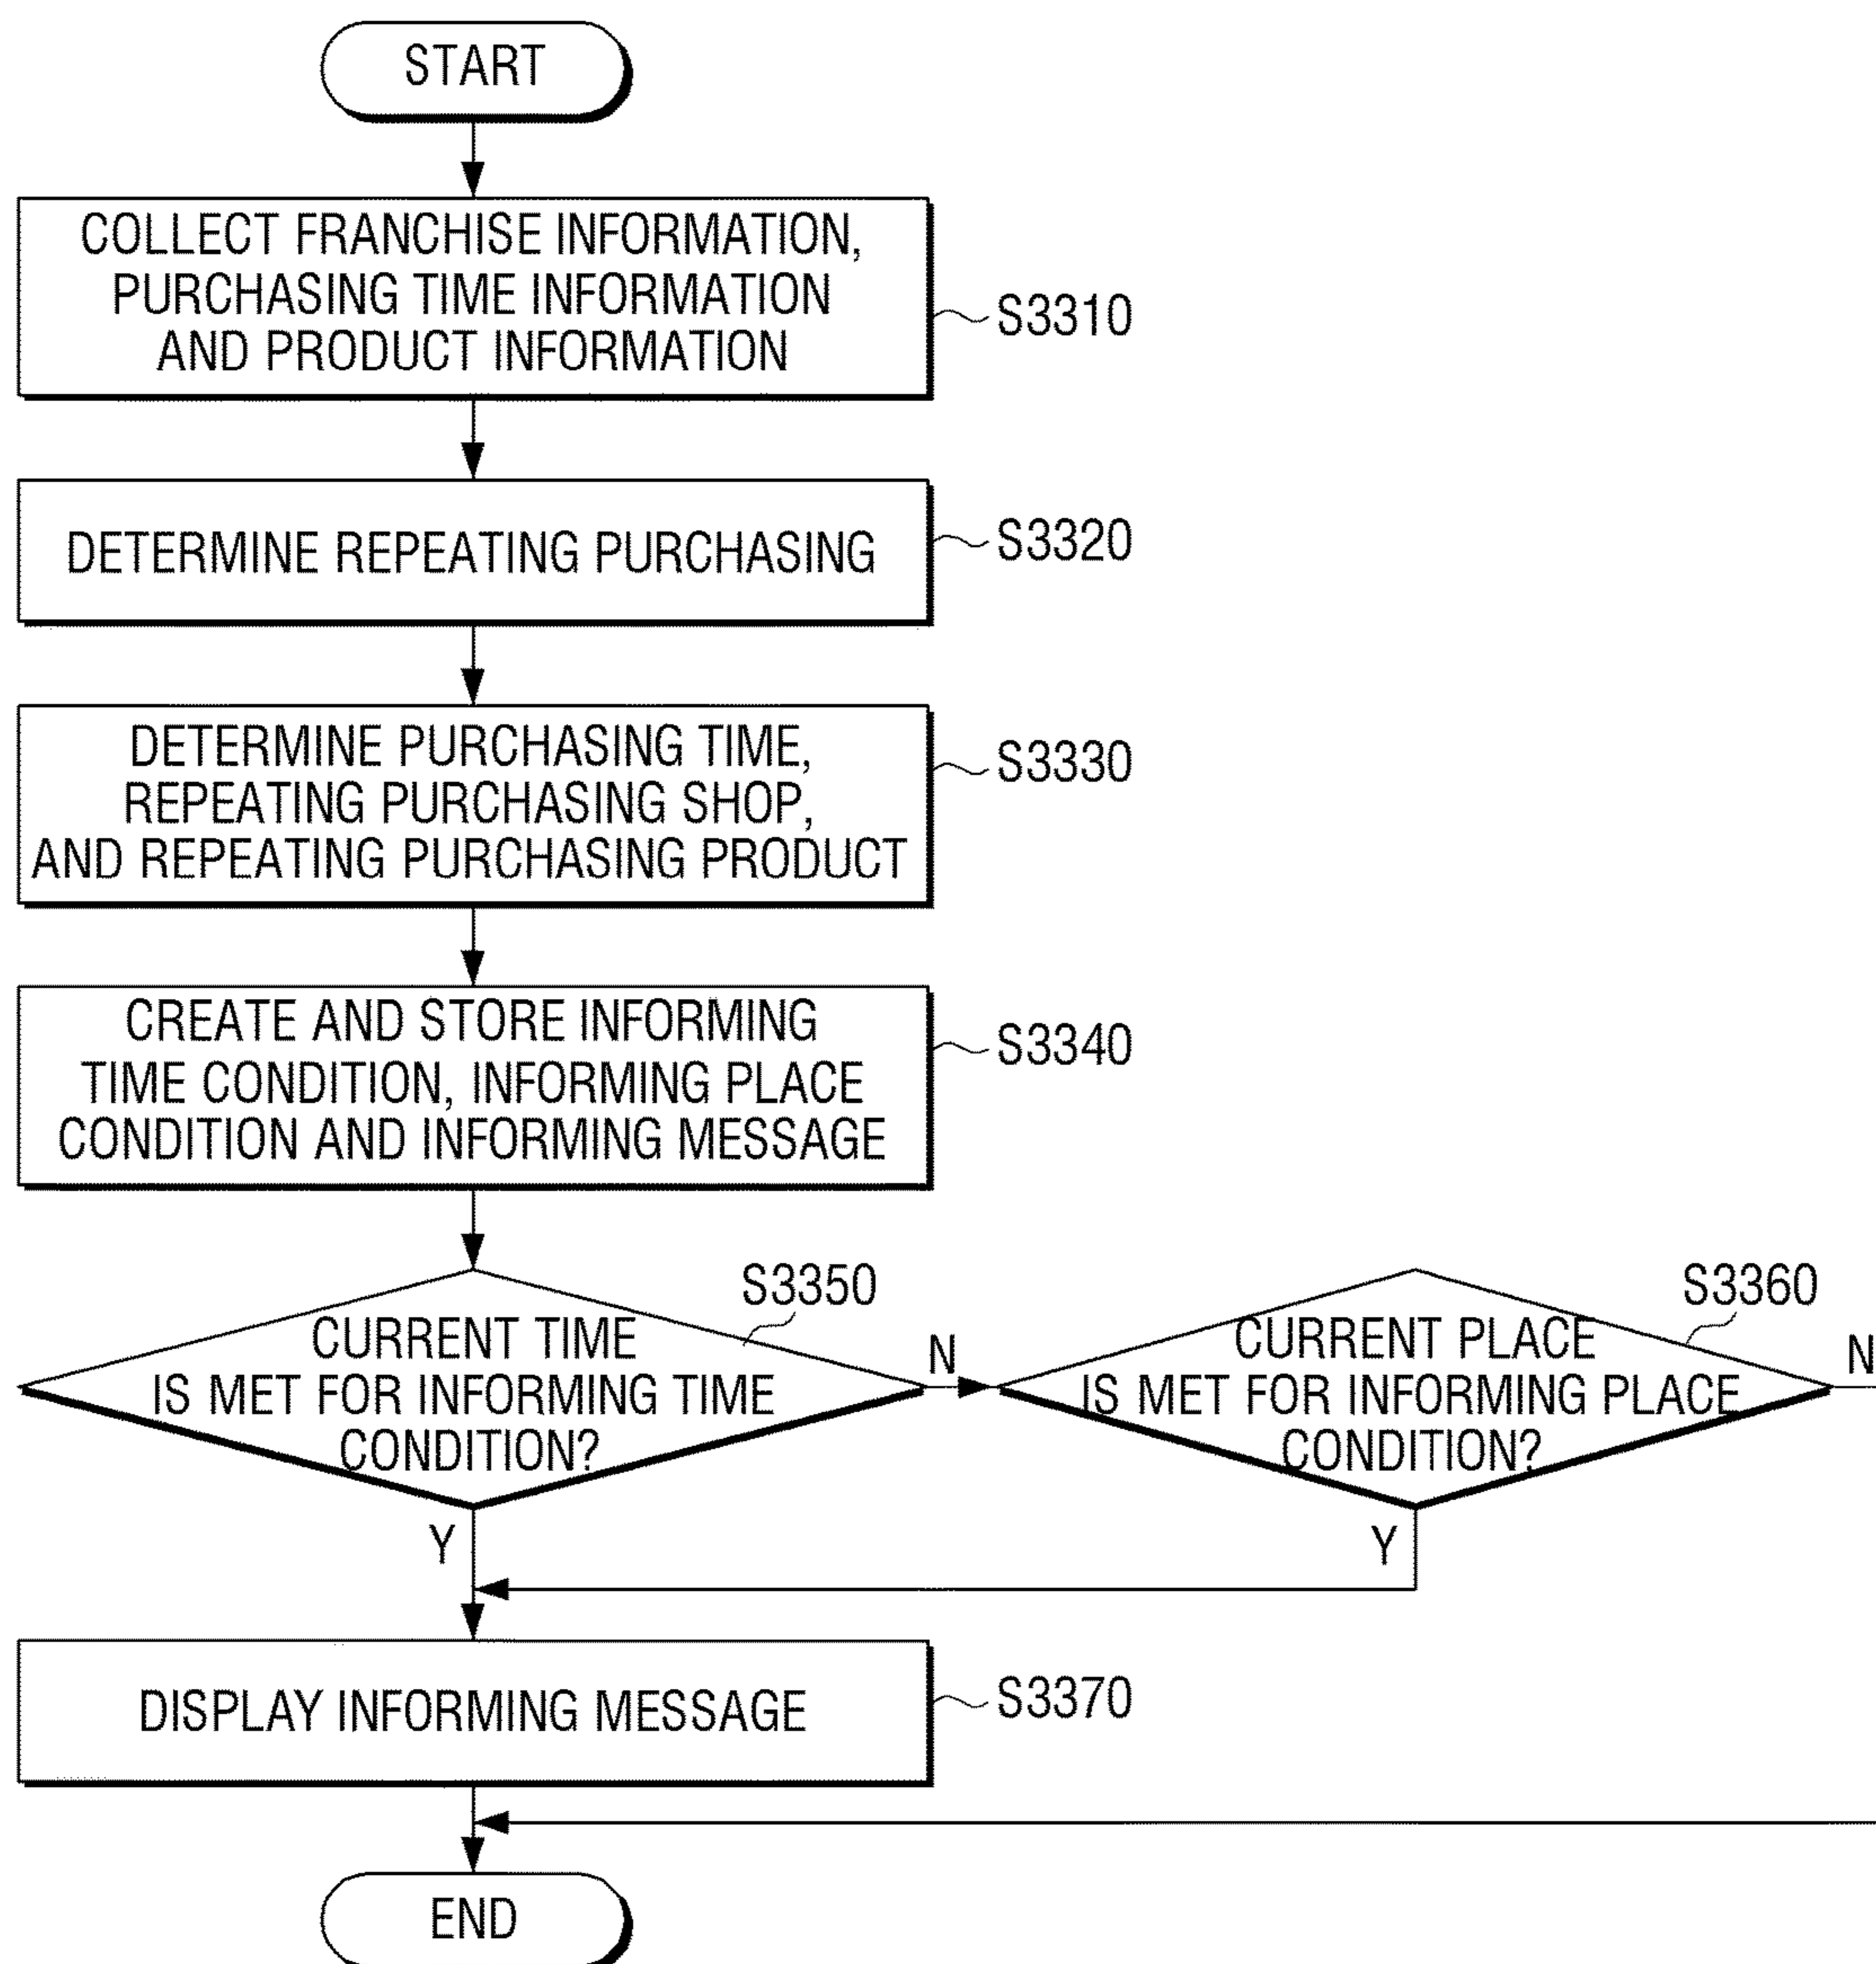 START
COLLECT FRANCHISE INFORMATION,
PURCHASING TIME INFORMATION
AND PRODUCT INFORMATION
S3310
DETERMINE REPEATING PURCHASING
S3320
DETERMINE PURCHASING TIME,
REPEATING PURCHASING SHOP,
AND REPEATING PURCHASING PRODUCT
S3330
CREATE AND STORE INFORMING
TIME CONDITION, INFORMING PLACE
CONDITION AND INFORMING MESSAGE
S3340
S3350
CURRENT TIME
IS MET FOR INFORMING TIME
CONDITION?
N
S3360
CURRENT PLACE
IS MET FOR INFORMING PLACE
CONDITION?
N
Y
Y
DISPLAY INFORMING MESSAGE
S3370
END